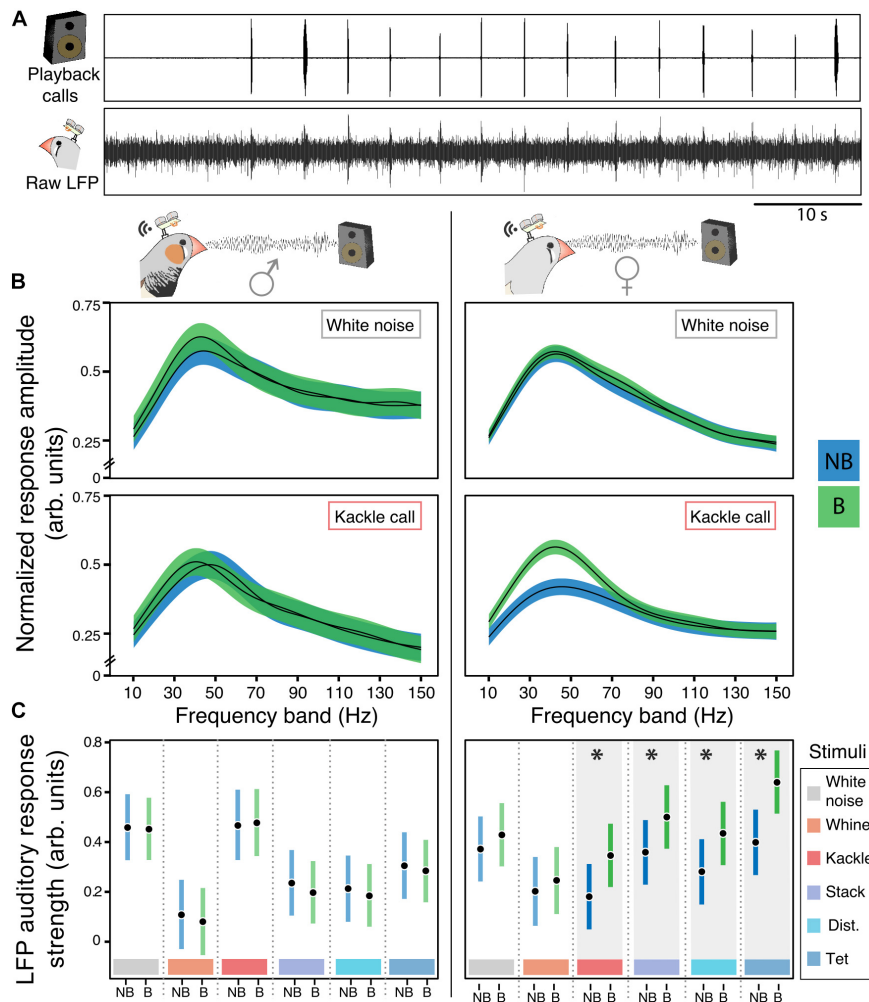 A
Playback
calls
Raw LFP
10 s
♂
♀
B
Normalized response amplitude
(arb. units)
0.75
0.5
0.25
0
White noise
White noise
NB
B
0.75
0.5
0.25
0
Kackle call
Kackle call
10 30 50 70 90 110 130 150
10 30 50 70 90 110 130 150
Frequency band (Hz)
Frequency band (Hz)
C
LFP auditory response
strength (arb. units)
0.8
0.6
0.4
0.2
0
* * * *
NB B NB B NB B NB B NB B NB B
NB B NB B NB B NB B NB B NB B
Stimuli
White
noise
Whine
Kackle
Stack
Dist.
Tet